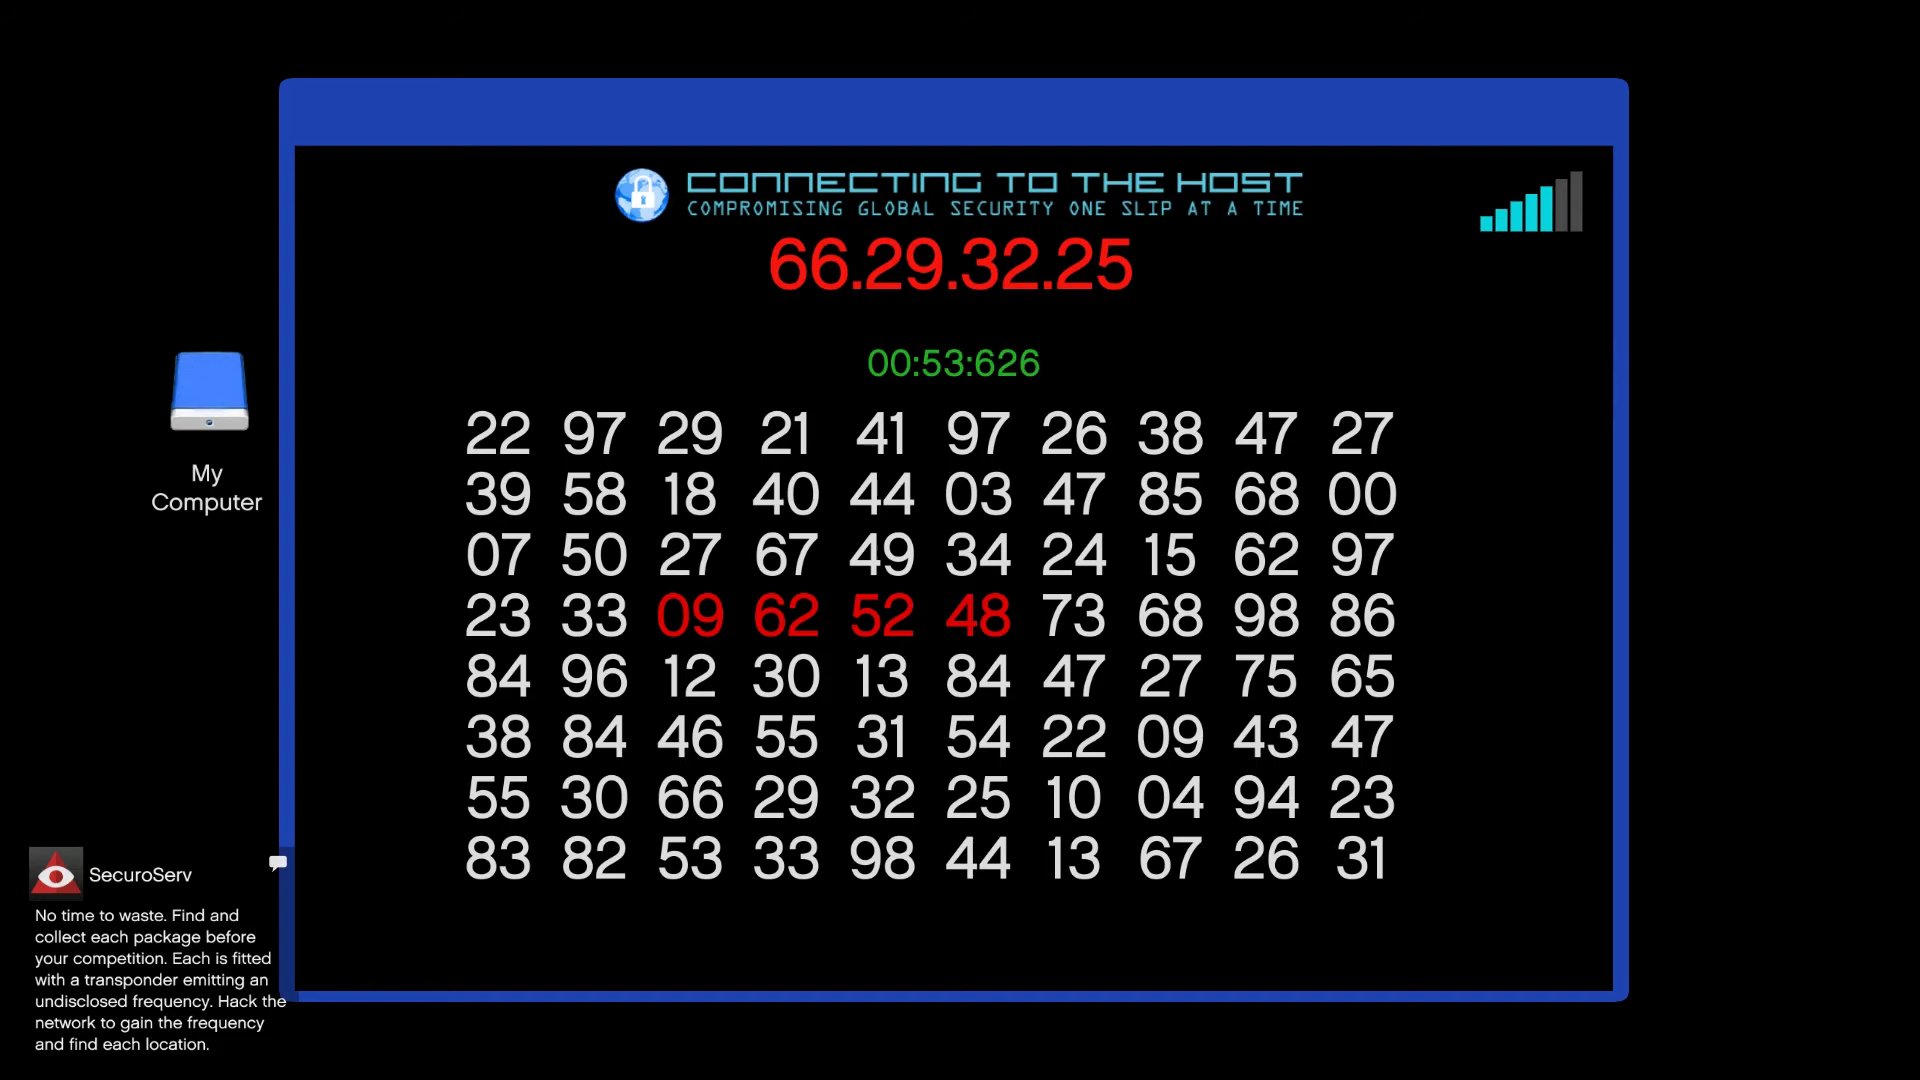 CONNECTING TO THE HOST
COMPROMISING GLOBAL SECURITY ONE SLIP AT A TIME
66.29.32.25
00:53:626
22 97 29 21 41 97 26 38 47 27
39 58 18 40 44 03 47 85 68 00
07 50 27 67 49 34 24 15 62 97
23 33 09 62 52 48 73 68 98 86
84 96 12 30 13 84 47 27 75 65
38 84 46 55 31 54 22 09 43 47
55 30 66 29 32 25 10 04 94 23
83 82 53 33 98 44 13 67 26 31
My
Computer
SecuroServ
No time to waste. Find and
collect each package before
your competition. Each is fitted
with a transponder emitting an
undisclosed frequency. Hack the
network to gain the frequency
and find each location.